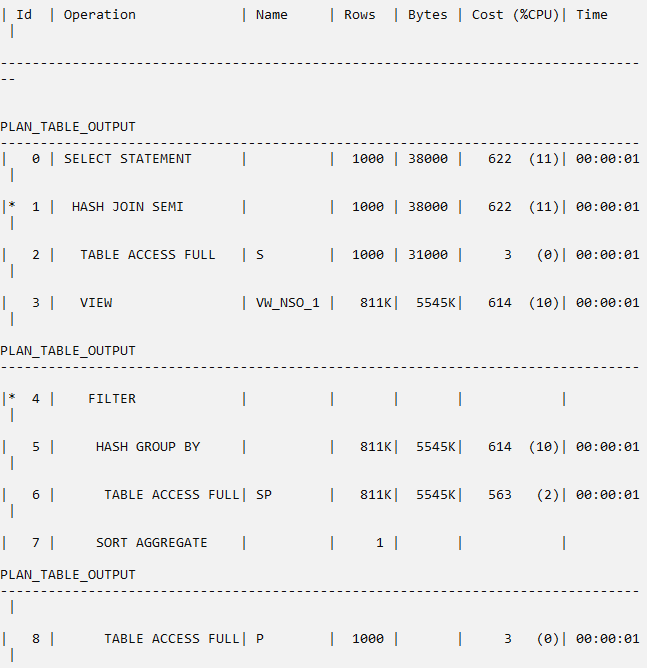 | Id  | Operation             | Name     | Rows  | Bytes | Cost (%CPU)| Time
 |
--------------------------------------------------------------------------------
--
PLAN_TABLE_OUTPUT
--------------------------------------------------------------------------------
|   0 | SELECT STATEMENT      |          |  1000 | 38000 |   622  (11)| 00:00:01
 |
|*  1 |  HASH JOIN SEMI       |          |  1000 | 38000 |   622  (11)| 00:00:01
 |
|   2 |   TABLE ACCESS FULL   | S        |  1000 | 31000 |     3   (0)| 00:00:01
 |
|   3 |   VIEW                | VW_NSO_1 |   811K|  5545K|   614  (10)| 00:00:01
 |
PLAN_TABLE_OUTPUT
--------------------------------------------------------------------------------
|*  4 |    FILTER             |          |       |       |            |
 |
|   5 |     HASH GROUP BY     |          |   811K|  5545K|   614  (10)| 00:00:01
 |
|   6 |      TABLE ACCESS FULL| SP       |   811K|  5545K|   563   (2)| 00:00:01
 |
|   7 |     SORT AGGREGATE    |          |     1 |       |            |
PLAN_TABLE_OUTPUT
--------------------------------------------------------------------------------
 |
|   8 |      TABLE ACCESS FULL| P        |  1000 |       |     3   (0)| 00:00:01
 |